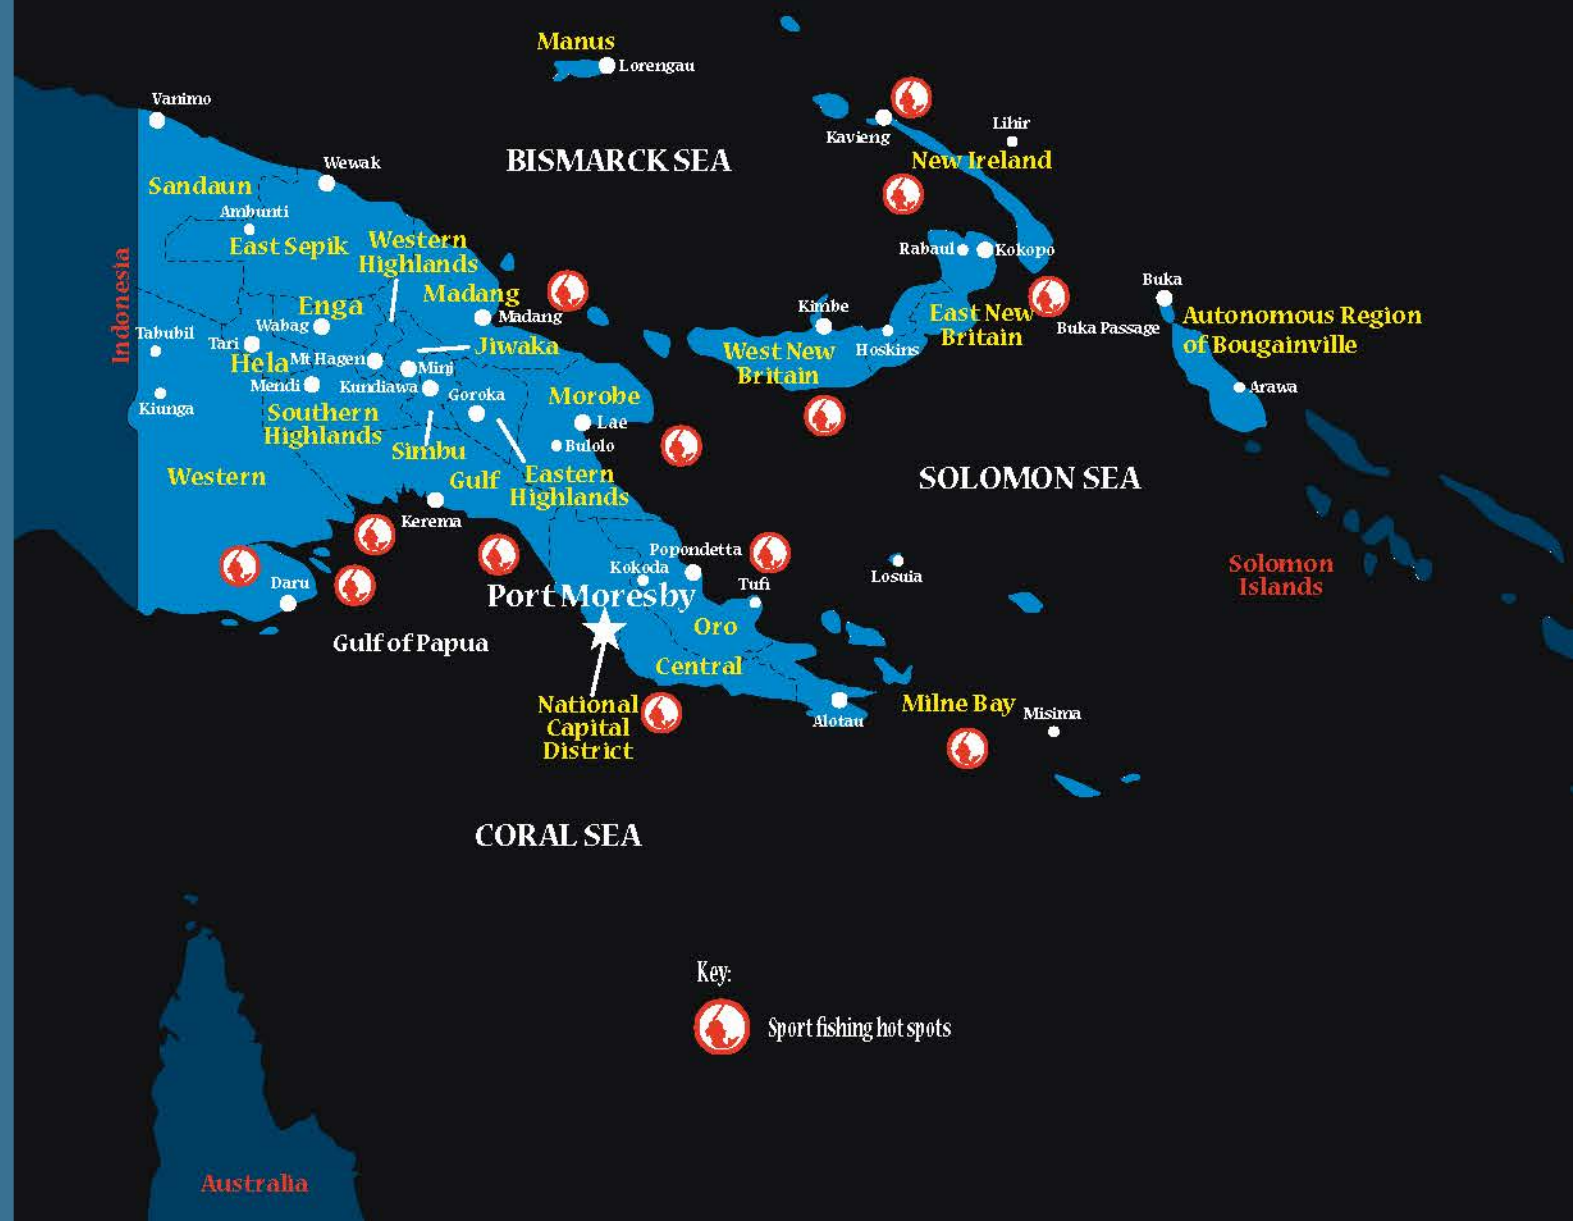 Manus
Lorengau
Vanimo
Kavieng
Lihir
BISMARCK SEA
New Ireland
Wewak
Sandaun
Ambunti
East Sepik
Western
Highlands
Rabaul
Kokopo
Indonesia
Enga
Madang
Madang
Kimbe
East New
Britain
Buka
Buka Passage
Autonomous Region
of Bougainville
Tabubil
Wabag
Tari
Hela
Mt Hagen
Jiwaka
Minj
West New
Britain
Hoskins
Mendi
Kundiawa
Goroka
Morobe
Arawa
Kiunga
Southern
Highlands
Lae
Bulolo
Simbu
Western
Gulf
Eastern
Highlands
SOLOMON SEA
Kerema
Popondetta
Kokoda
Tufi
Losuia
Solomon
Islands
Daru
Port Moresby
Gulf of Papua
Oro
Central
National
Capital
District
Alotau
Milne Bay
Misima
CORAL SEA
Key:
Sport fishing hot spots
Australia